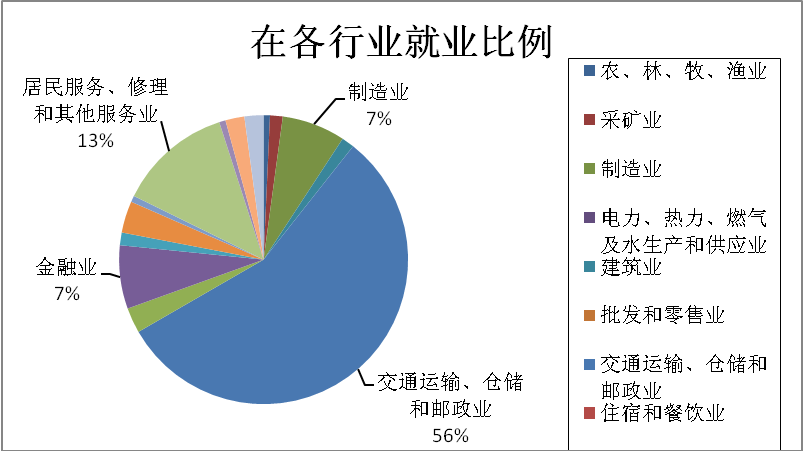 在各行业就业比例
居民服务、修理
和其他服务业
13%
制造业
7%
金融业
7%
交通运输、仓储
和邮政业
56%
农、林、牧、渔业
采矿业
制造业
电力、热力、燃气
及水生产和供应业
建筑业
批发和零售业
交通运输、仓储和
邮政业
住宿和餐饮业